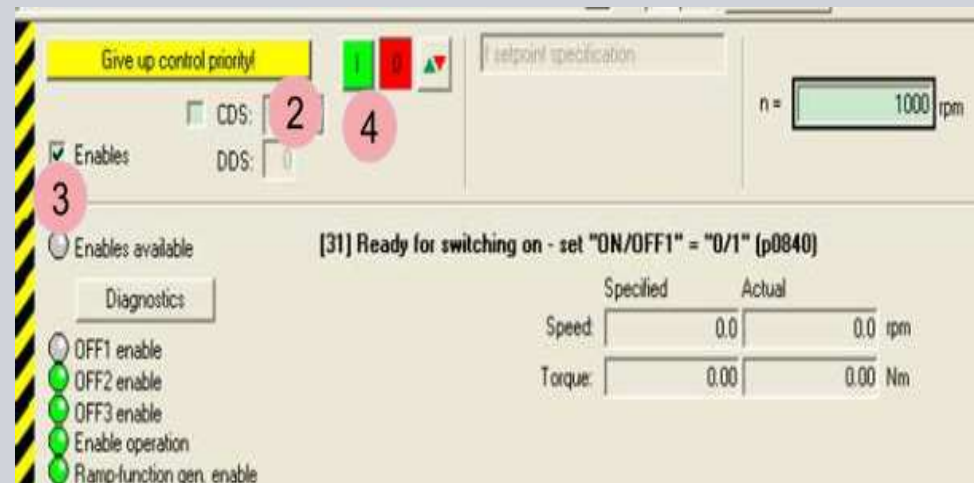 Give up control priority!
I 0
setpoint specification
n = 1000 rpm
CDS: 2
4
Enables
DDS: 0
3
Enables available
[31] Ready for switching on - set "ON/OFF1" = "0/1" (p0840)
Diagnostics
Specified Actual
Speed: 0.0 0.0 rpm
Torque: 0.00 0.00 Nm
OFF1 enable
OFF2 enable
OFF3 enable
Enable operation
Ramp-function gen. enable